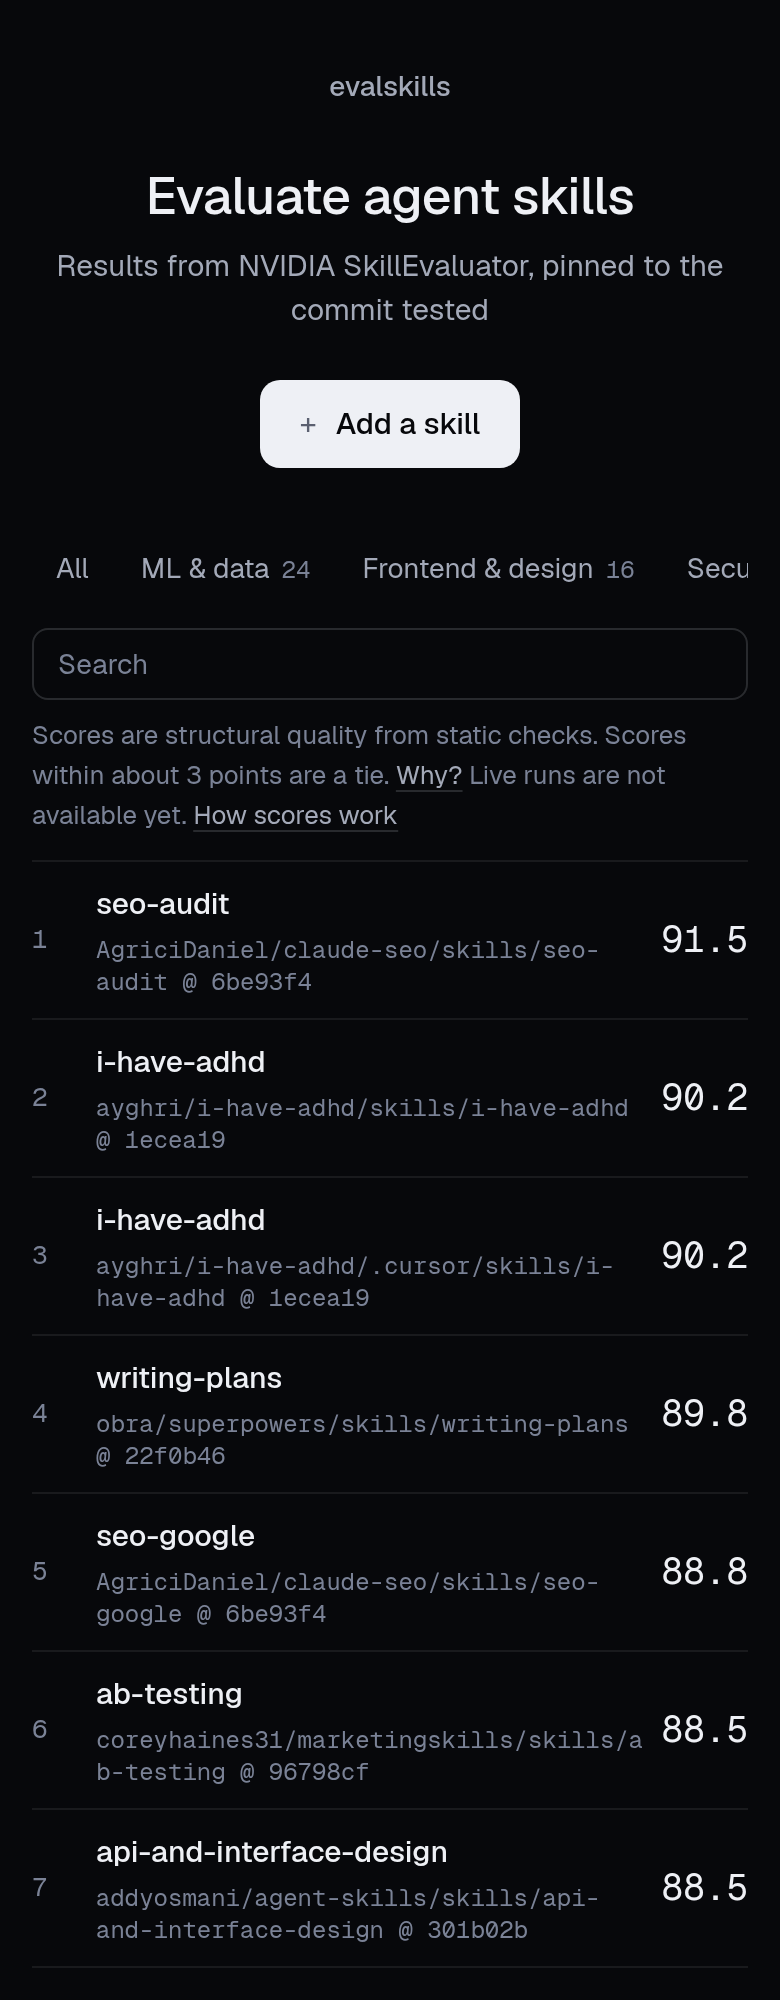 evalskills
Evaluate agent skills
Results from NVIDIA SkillEvaluator, pinned to the
commit tested
+ Add a skill
All ML & data 24 Frontend & design 16 Secu
Search
Scores are structural quality from static checks. Scores
within about 3 points are a tie. Why? Live runs are not
available yet. How scores work
1
seo-audit
AgriciDaniel/claude-seo/skills/seo-
audit @ 6be93f4
91.5
2
i-have-adhd
ayghri/i-have-adhd/skills/i-have-adhd
@ 1ecea19
90.2
3
i-have-adhd
ayghri/i-have-adhd/.cursor/skills/i-
have-adhd @ 1ecea19
90.2
4
writing-plans
obra/superpowers/skills/writing-plans
@ 22f0b46
89.8
5
seo-google
AgriciDaniel/claude-seo/skills/seo-
google @ 6be93f4
88.8
6
ab-testing
coreyhaines31/marketingskills/skills/a
b-testing @ 96798cf
88.5
7
api-and-interface-design
addyosmani/agent-skills/skills/api-
and-interface-design @ 301b02b
88.5